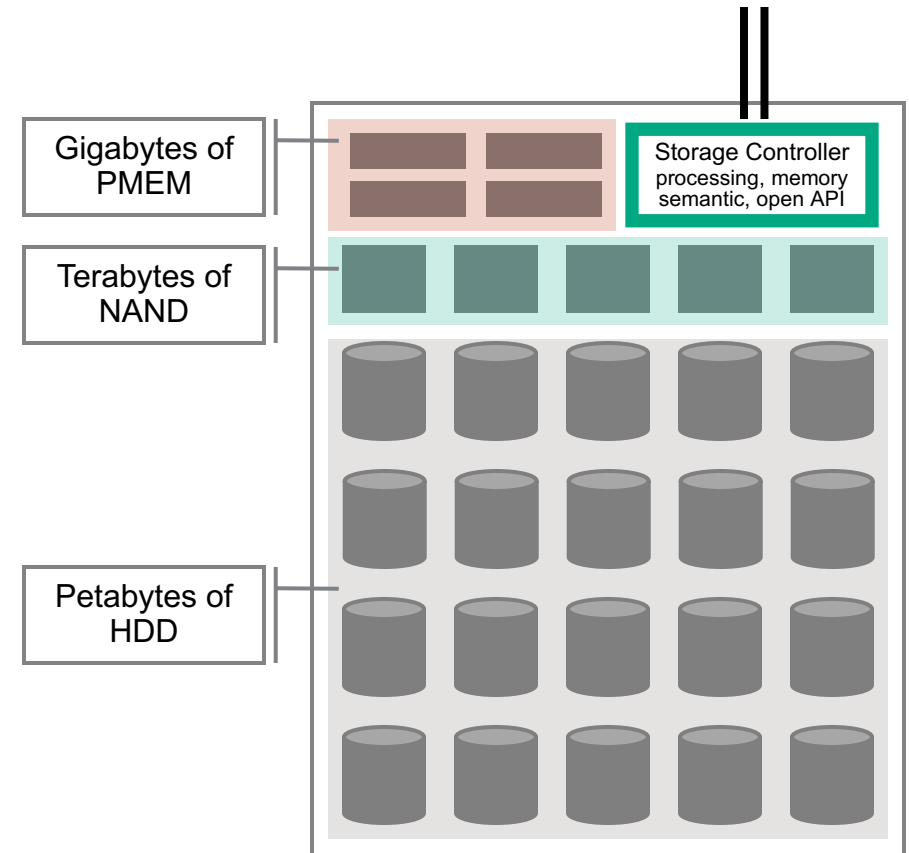 Gigabytes of
PMEM
Storage Controller
processing, memory
semantic, open API
Terabytes of
NAND
Petabytes of
HDD